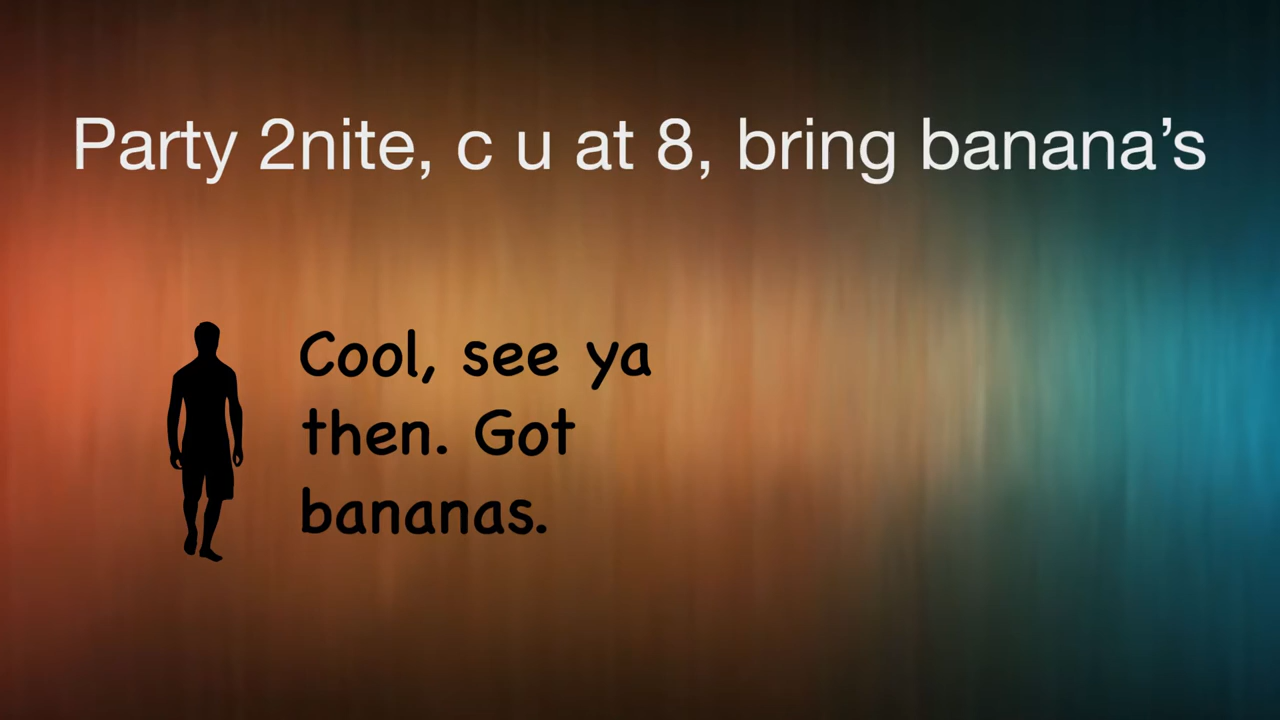 Party 2nite, c u at 8, bring banana’s
Cool, see ya
then. Got
bananas.